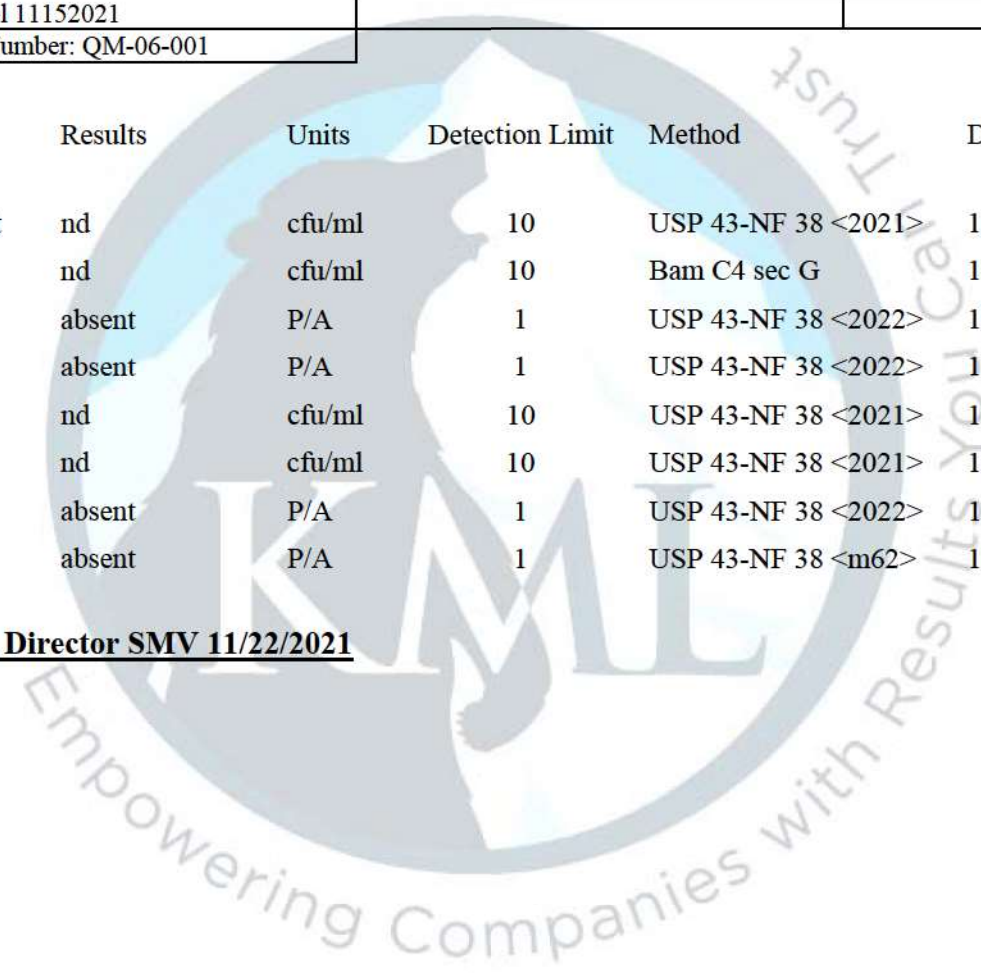 l 11152021
umber: QM-06-001
Results Units Detection Limit Method D
t nd cfu/ml 10 USP 43-NF 38 <2021> 1
nd cfu/ml 10 Bam C4 sec G 1
absent P/A 1 USP 43-NF 38 <2022> 1
absent P/A 1 USP 43-NF 38 <2022> 1
nd cfu/ml 10 USP 43-NF 38 <2021> 1
nd cfu/ml 10 USP 43-NF 38 <2021> 1
absent P/A 1 USP 43-NF 38 <2022> 1
absent P/A 1 USP 43-NF 38 <m62> 1
Director SMV 11/22/2021
KML
Empowering Companies with Results You Can Trust